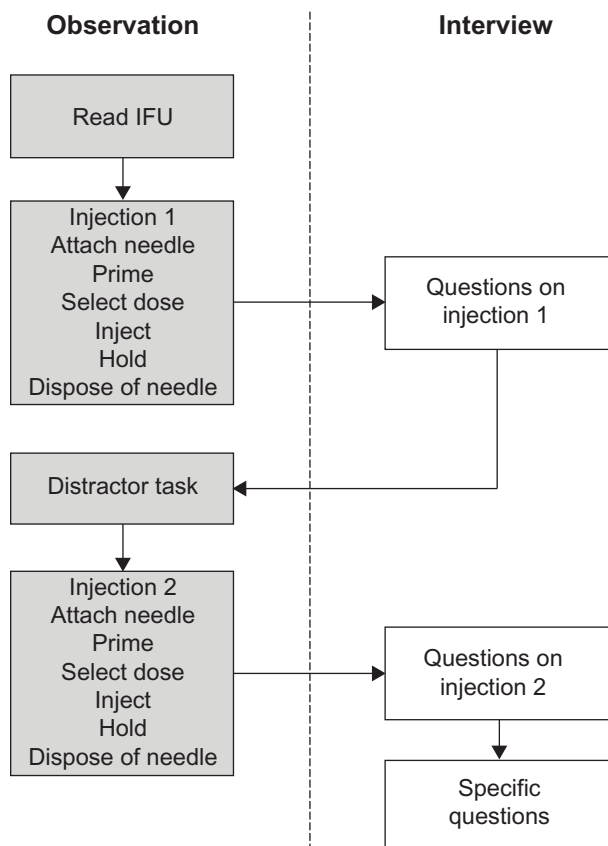 Observation
Interview
Read IFU
Injection 1
Attach needle
Prime
Select dose
Inject
Hold
Dispose of needle
Questions on
injection 1
Distractor task
Injection 2
Attach needle
Prime
Select dose
Inject
Hold
Dispose of needle
Questions on
injection 2
Specific
questions